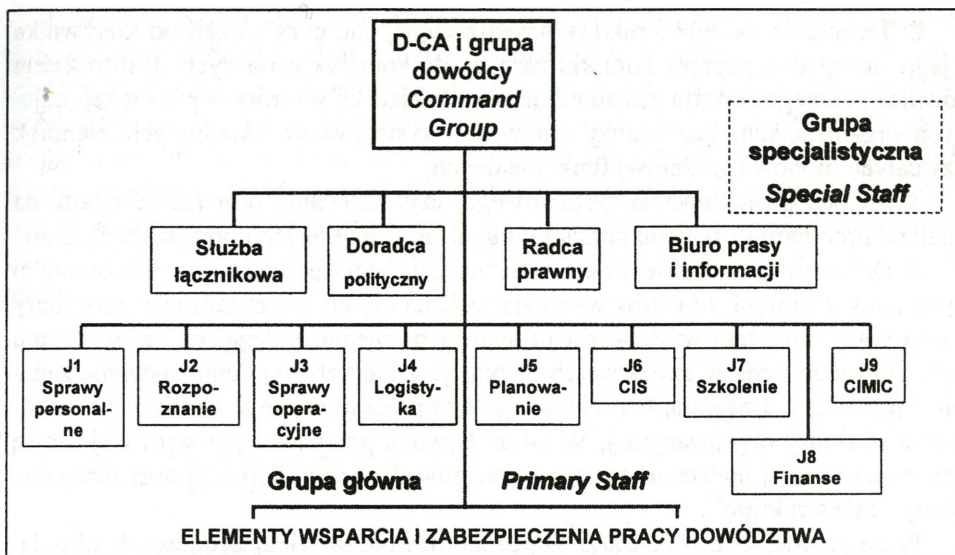 D-CA i grupa
dowódcy
Command
Group
Grupa
specjalistyczna
Special Staff
Służba
łącznikowa
Doradca
polityczny
Radca
prawny
Biuro prasy
i informacji
J1
Sprawy
personal-
ne
J2
Rozpo-
znanie
J3
Sprawy
opera-
cyjne
J4
Logisty-
ka
J5
Planowa-
nie
J6
CIS
J7
Szkolenie
J9
CIMIC
J8
Finanse
Grupa główna
Primary Staff
ELEMENTY WSPARCIA I ZABEZPIECZENIA PRACY DOWÓDZTWA